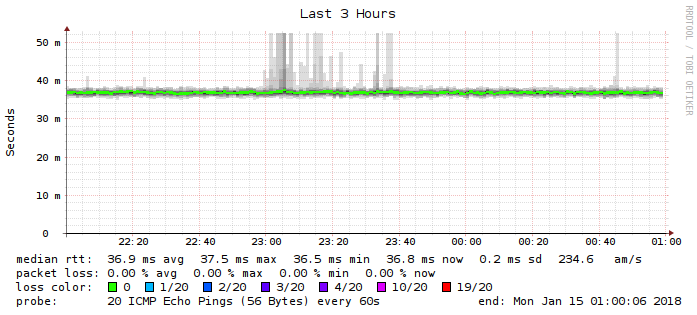 Last 3 Hours
RRDTOOL / TOBI OETIKER
Seconds
50 m
40 m
30 m
20 m
10 m
0
22:20 22:40 23:00 23:20 23:40 00:00 00:20 00:40 01:00
median rtt: 36.9 ms avg 37.5 ms max 36.5 ms min 36.8 ms now 0.2 ms sd 234.6 am/s
packet loss: 0.00 % avg 0.00 % max 0.00 % min 0.00 % now
loss color: 0 1/20 2/20 3/20 4/20 10/20 19/20
probe: 20 ICMP Echo Pings (56 Bytes) every 60s end: Mon Jan 15 01:00:06 2018